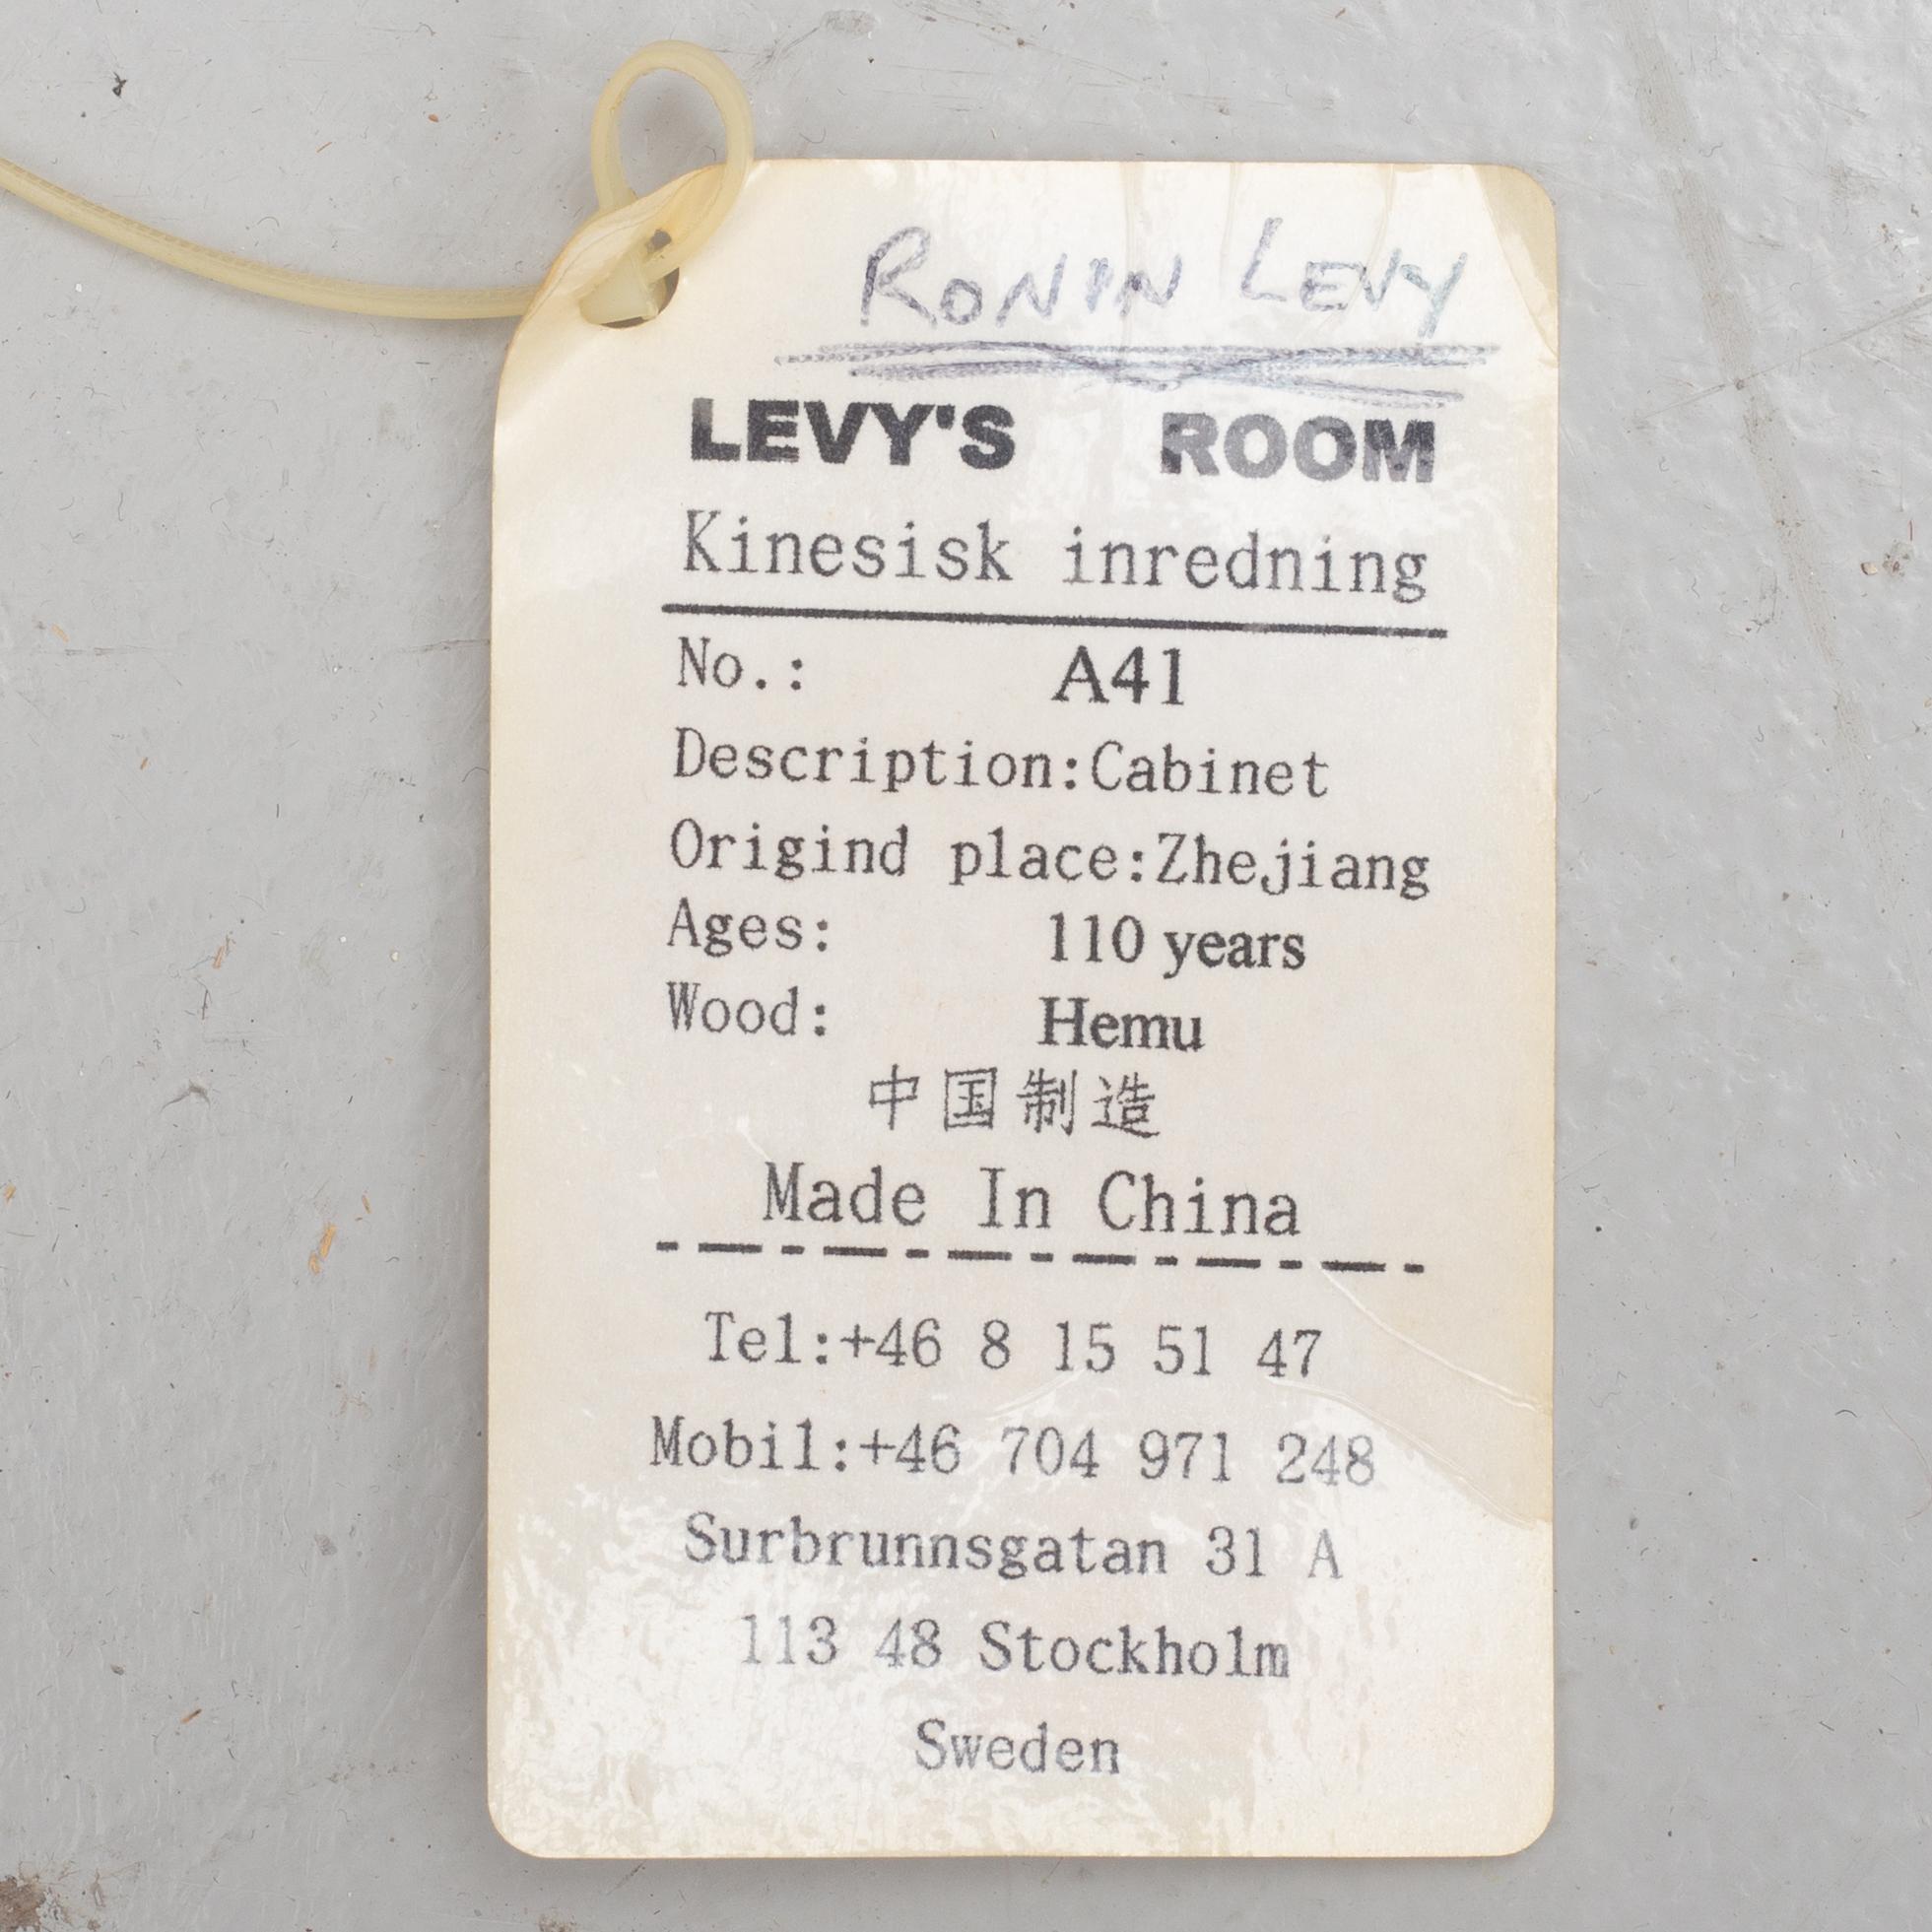 RONIN LEVY
LEVY'S ROOM
Kinesisk inredning
No.: A41
Description:Cabinet
Origind place:Zhejiang
Ages: 110 years
Wood: Hemu
中国制造
Made In China
Tel:+46 8 15 51 47
Mobil:+46 704 971 248
Surbrunnsgatan 31 A
113 48 Stockholm
Sweden